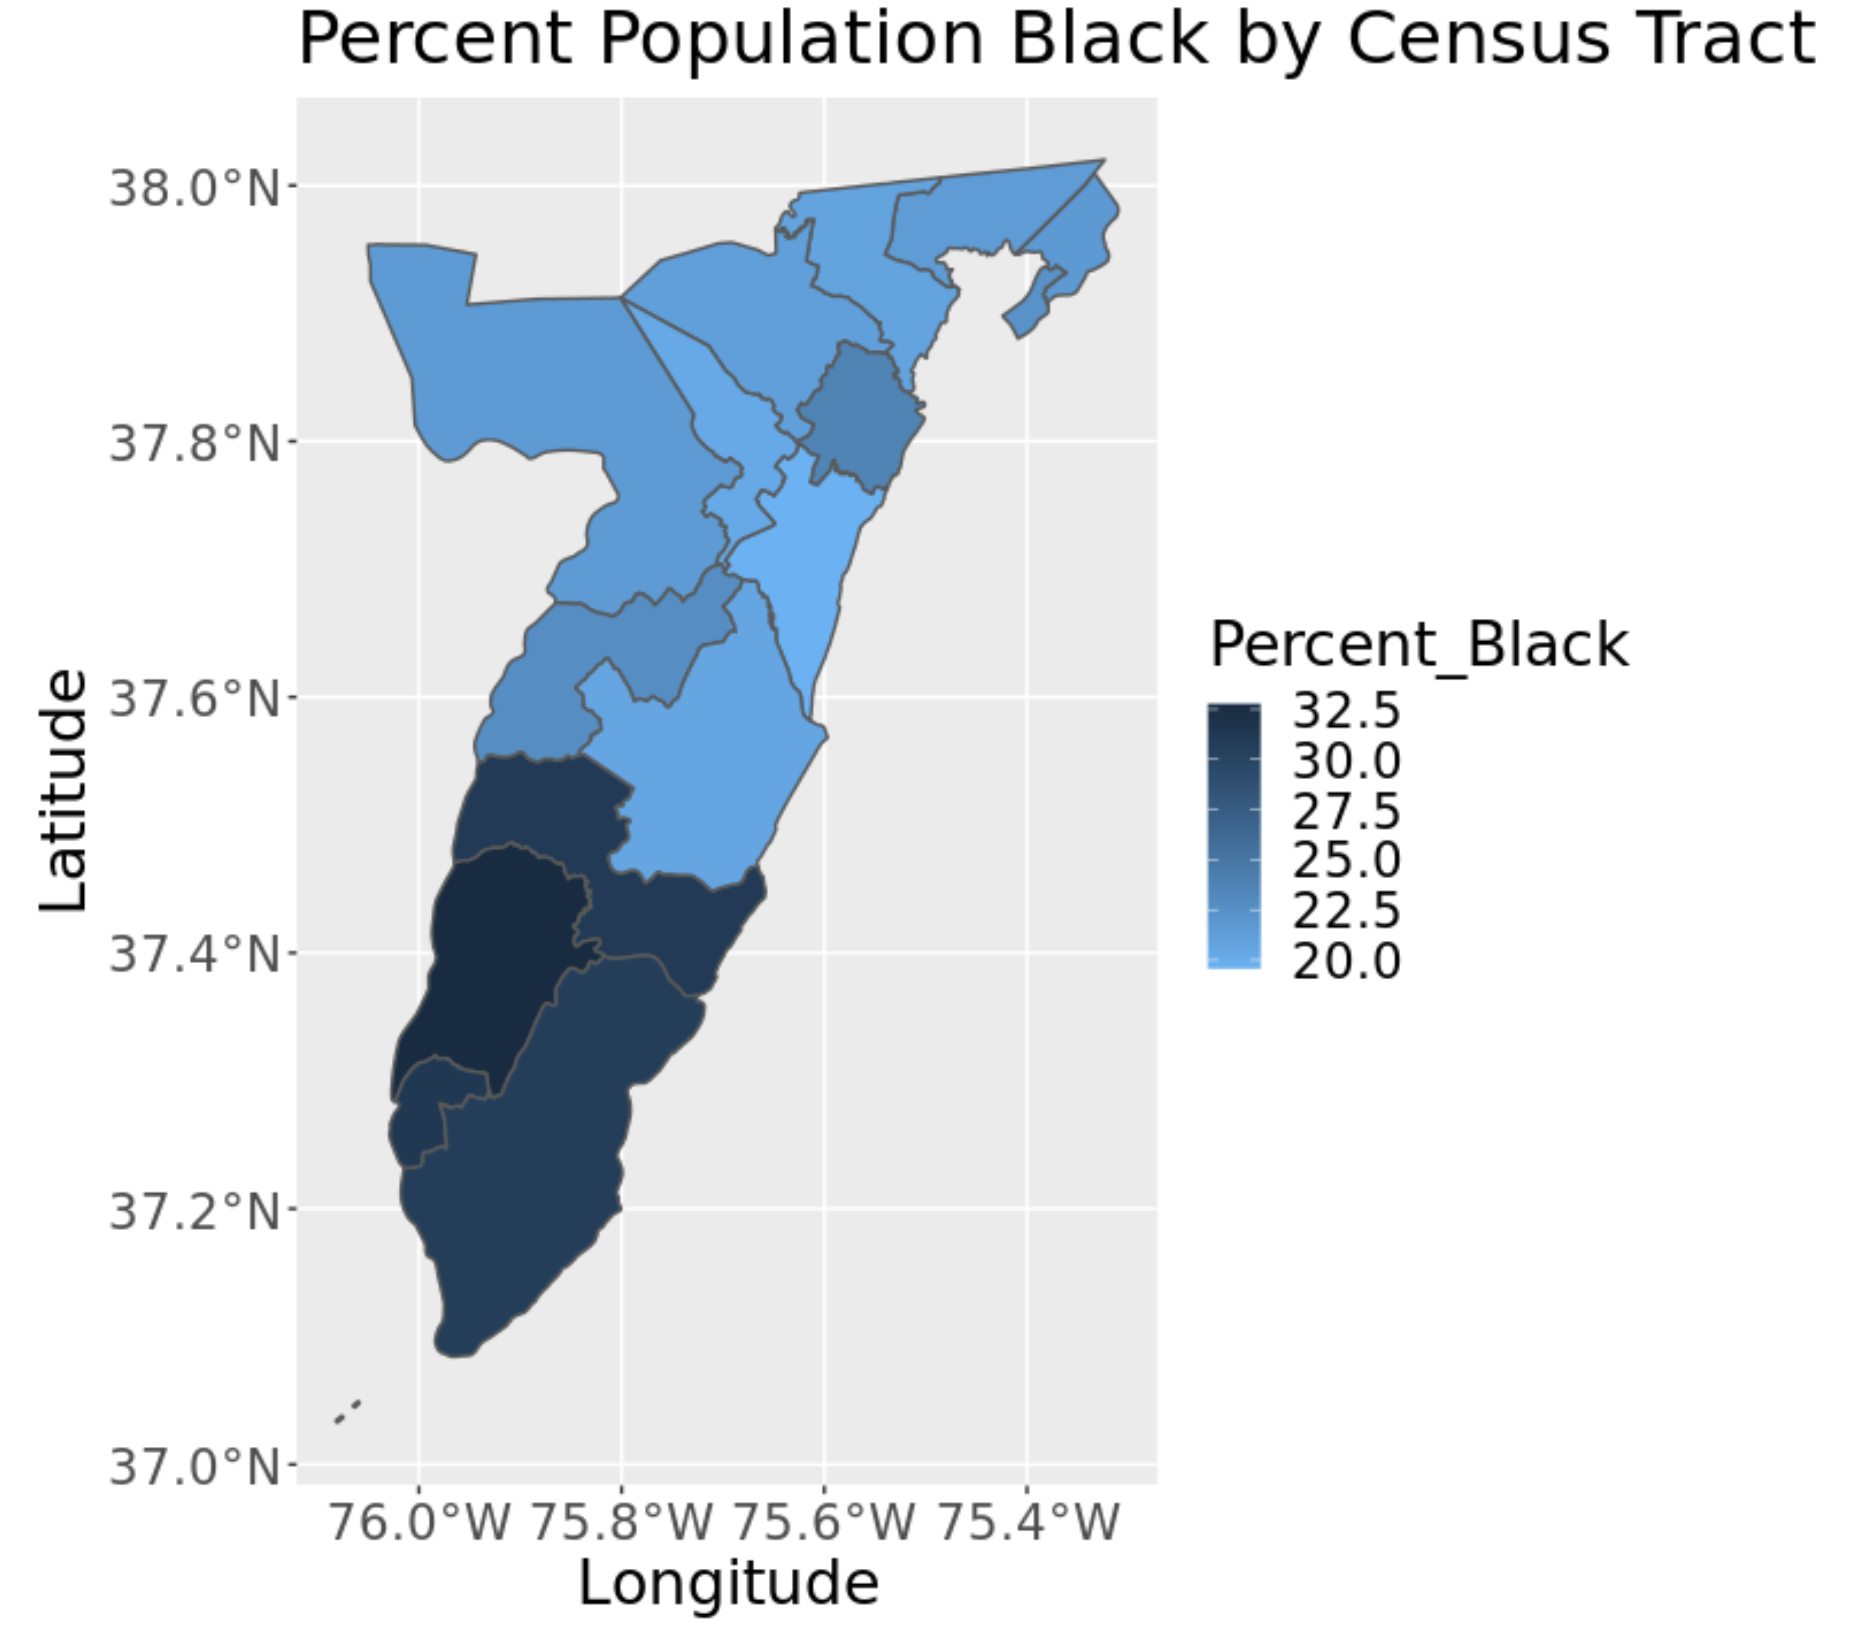 Percent Population Black by Census Tract
38.0°N
37.8°N
37.6°N
37.4°N
37.2°N
37.0°N
Latitude
76.0°W 75.8°W 75.6°W 75.4°W
Longitude
Percent_Black
32.5
30.0
27.5
25.0
22.5
20.0